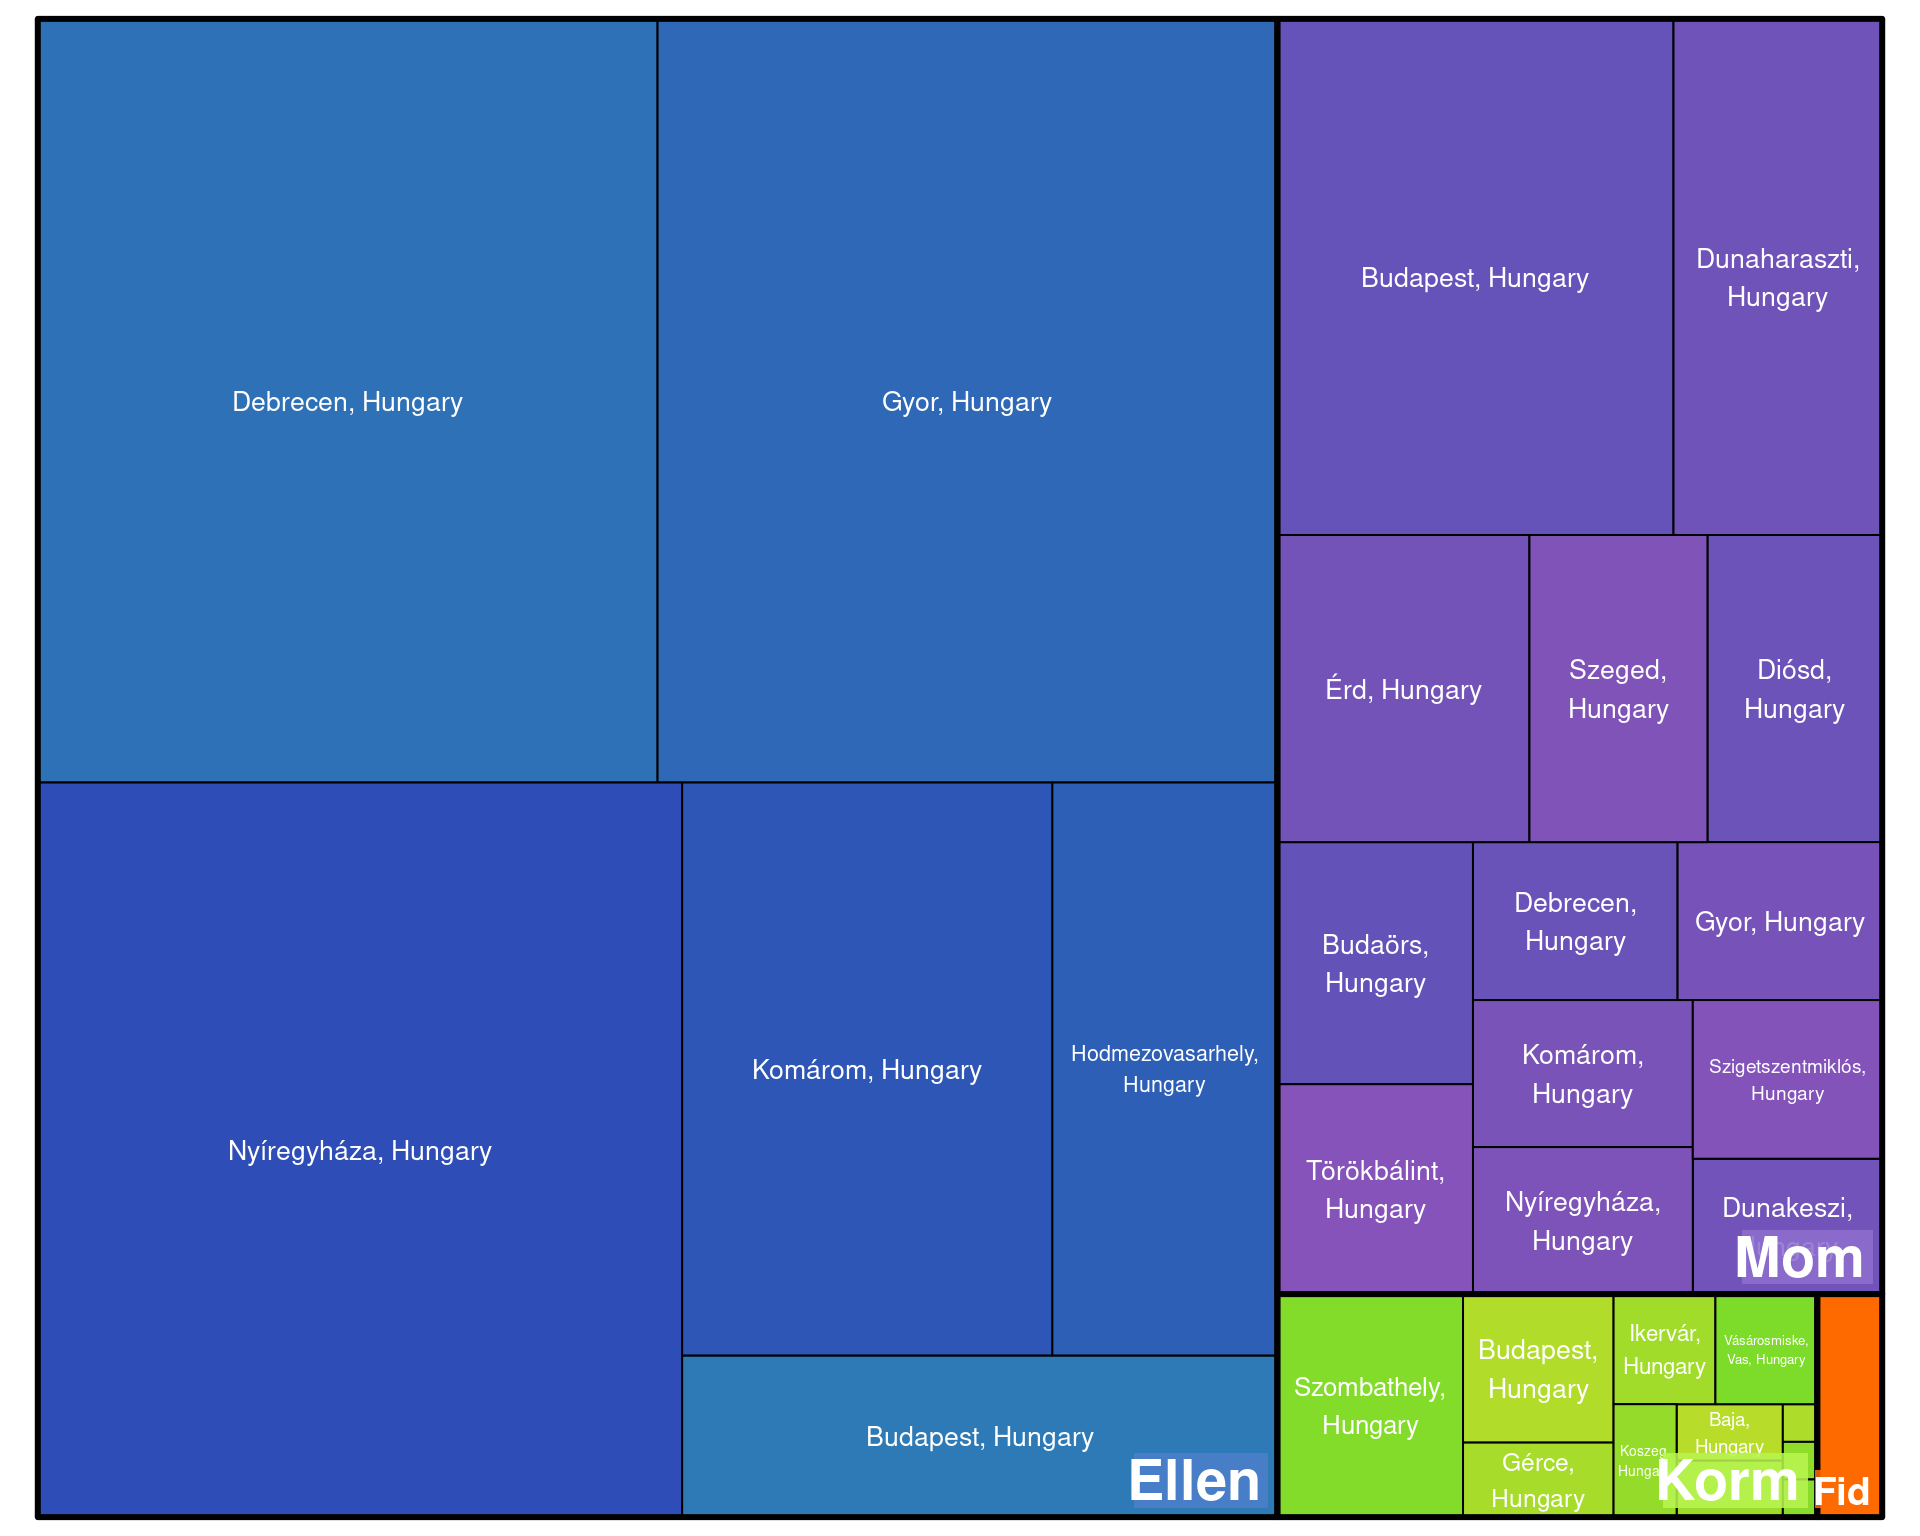 Debrecen, Hungary
Gyor, Hungary
Nyíregyháza, Hungary
Komárom, Hungary
Hodmezovasarhely,
Hungary
Budapest, Hungary
Ellen
Budapest, Hungary
Dunaharaszti,
Hungary
Érd, Hungary
Szeged,
Hungary
Diósd,
Hungary
Budaörs,
Hungary
Debrecen,
Hungary
Gyor, Hungary
Törökbálint,
Hungary
Komárom,
Hungary
Szigetszentmiklós,
Hungary
Nyíregyháza,
Hungary
Dunakeszi,
Mom
Szombathely,
Hungary
Budapest,
Hungary
Gérce,
Hungary
Ikervár,
Hungary
Vásárosmiske,
Vas, Hungary
Koszeg
Baja,
Hungary
Korm
Fid